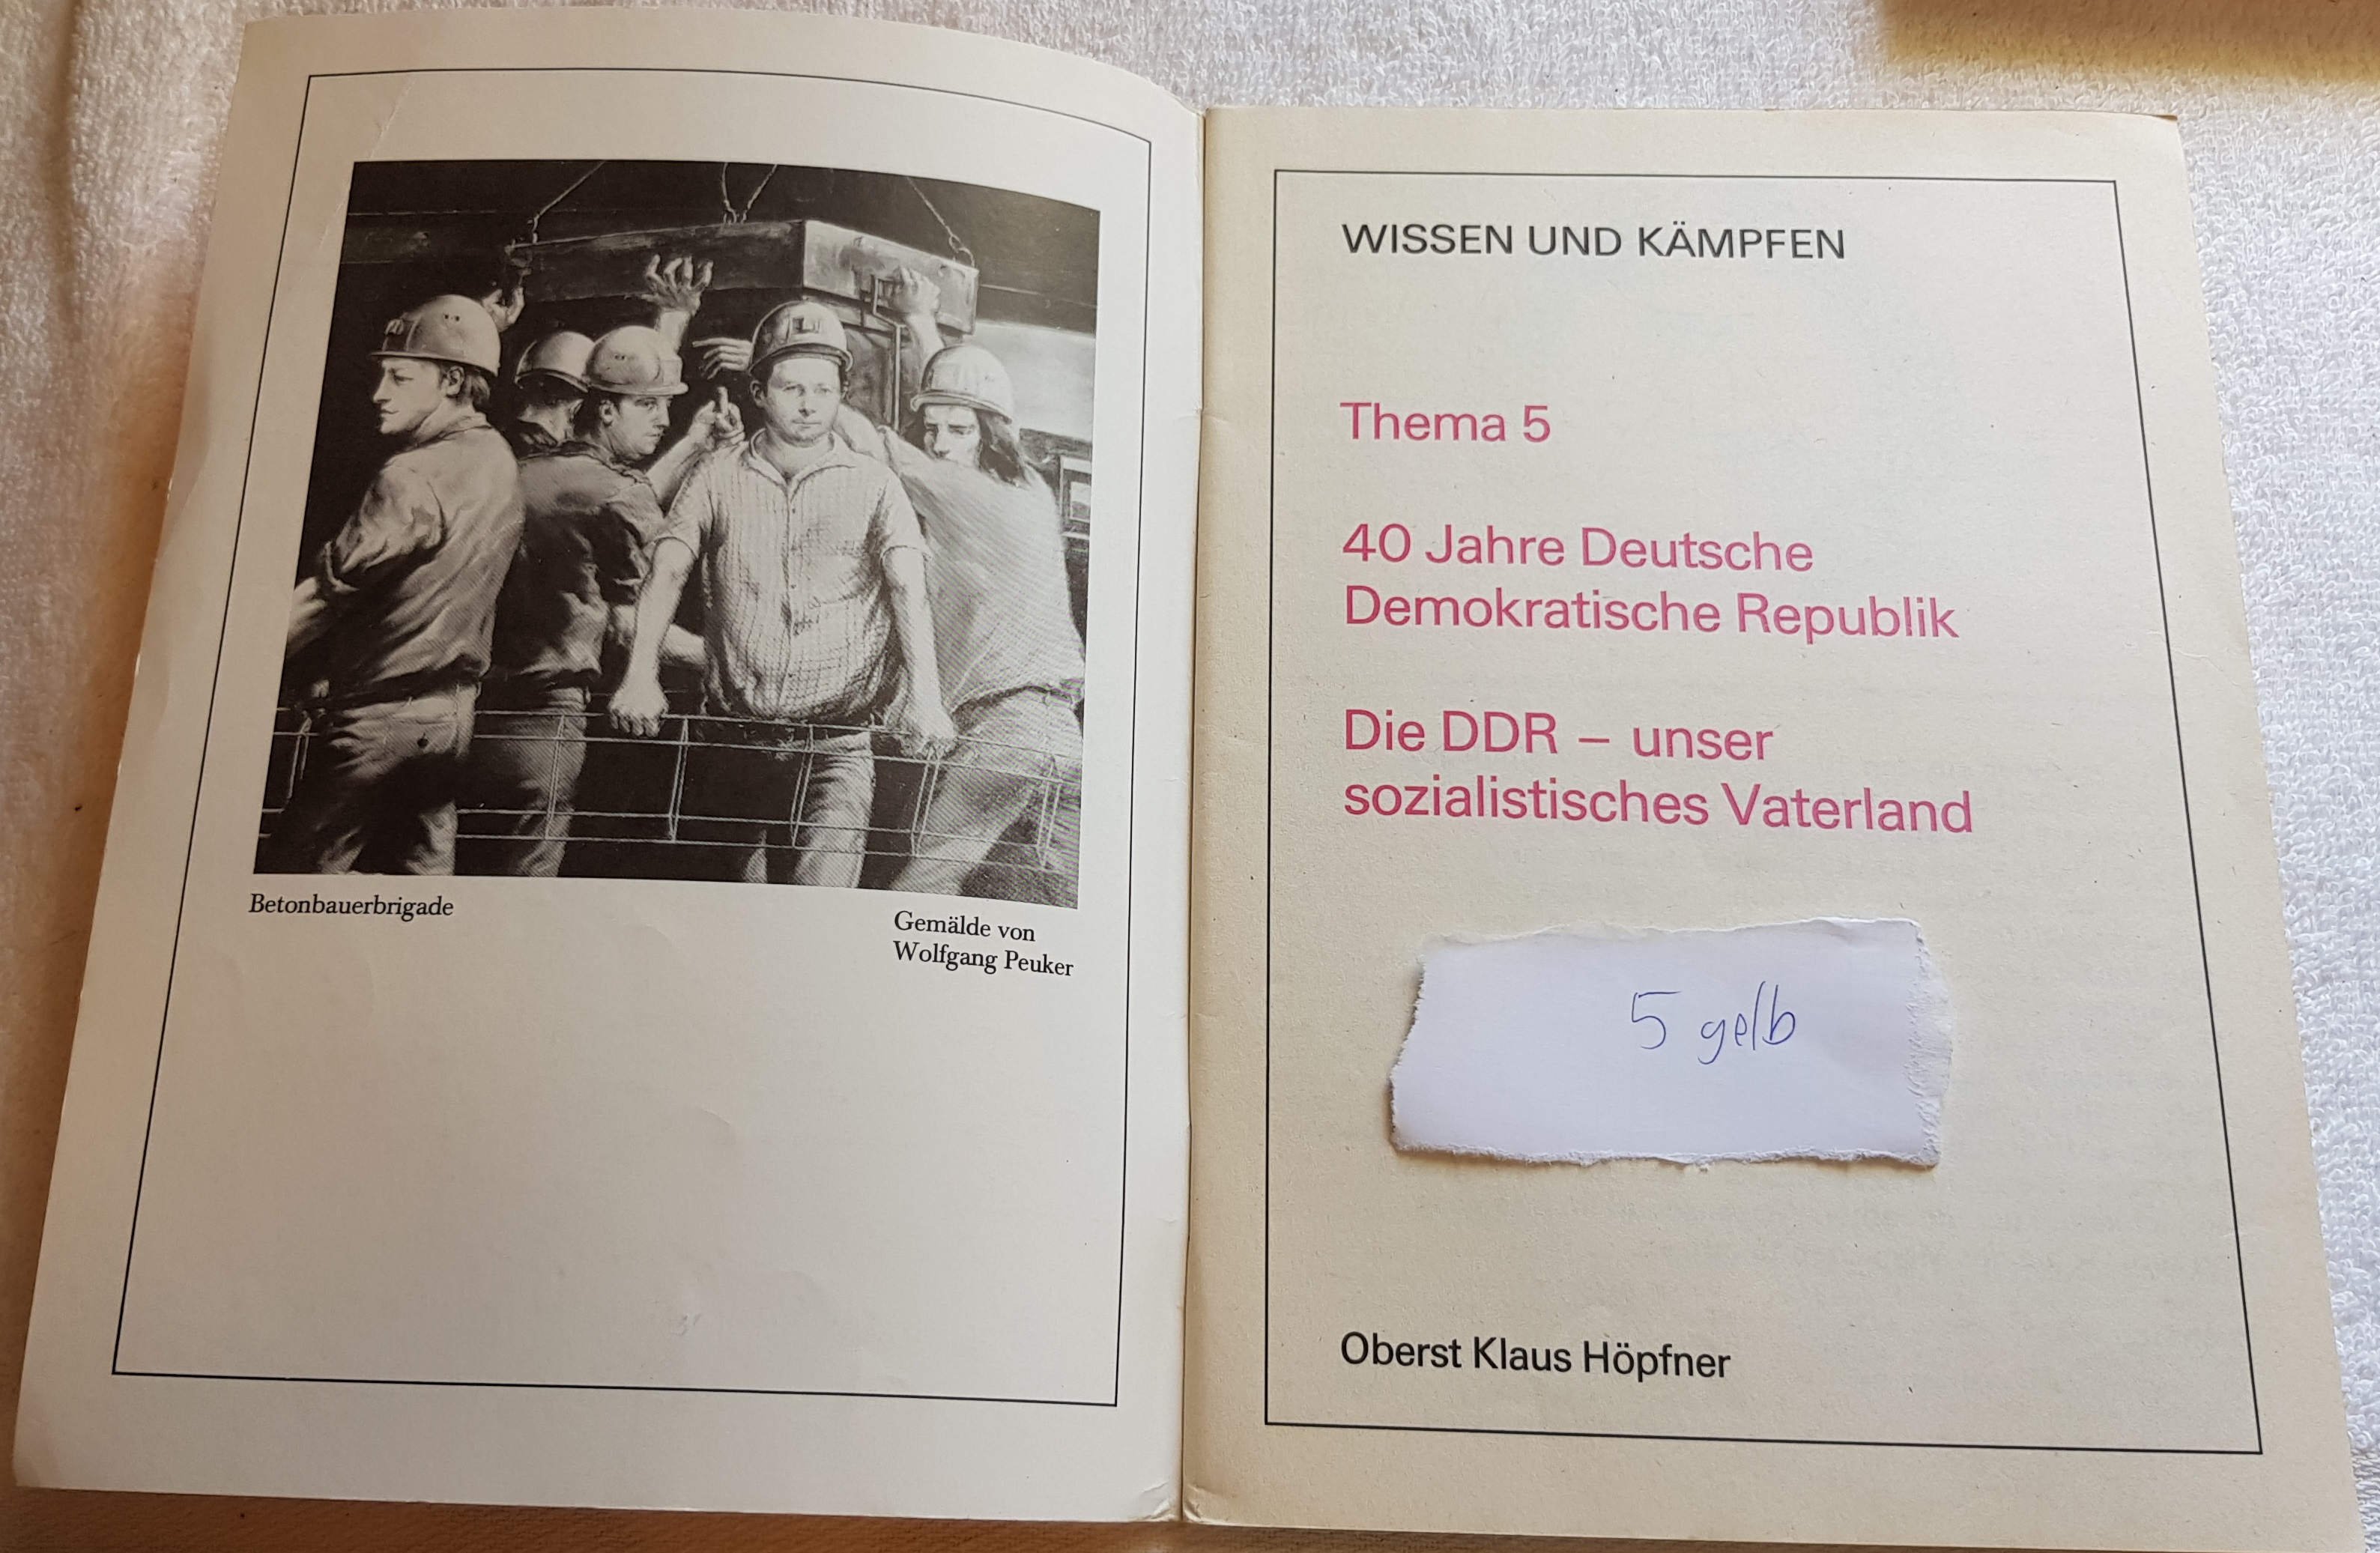 Betonbauerbrigade
Gemälde von
Wolfgang Peuker
WISSEN UND KÄMPFEN
Thema 5
40 Jahre Deutsche
Demokratische Republik
Die DDR – unser
sozialistisches Vaterland
5 gelb
Oberst Klaus Höpfner